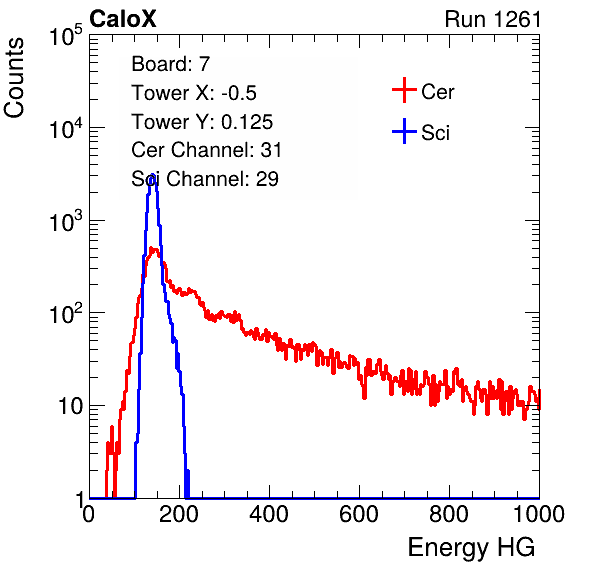 CaloX Run 1261
Counts
10^5
10^4
10^3
10^2
10
1
Board: 7
Tower X: -0.5
Tower Y: 0.125
Cer Channel: 31
Sci Channel: 29
Cer
Sci
0 200 400 600 800 1000
Energy HG